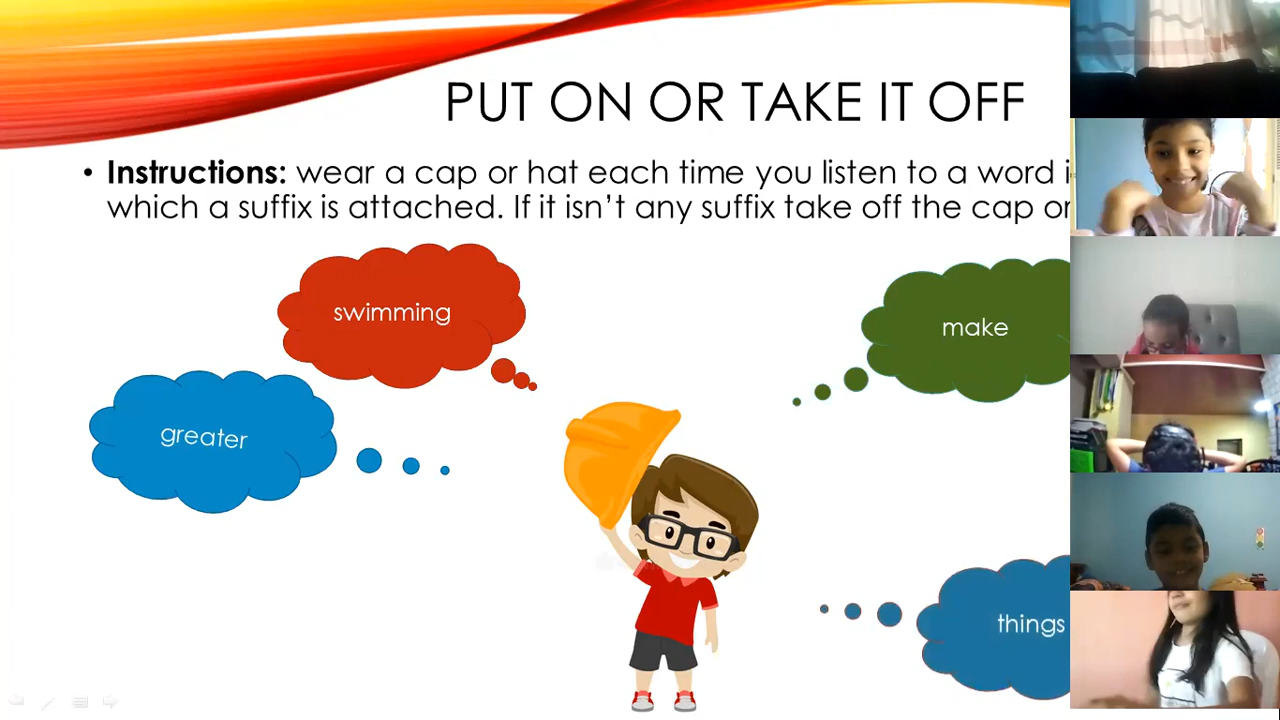 PUT ON OR TAKE IT OFF
• Instructions: wear a cap or hat each time you listen to a word
which a suffix is attached. If it isn't any suffix take off the cap or
swimming
make
greater
things